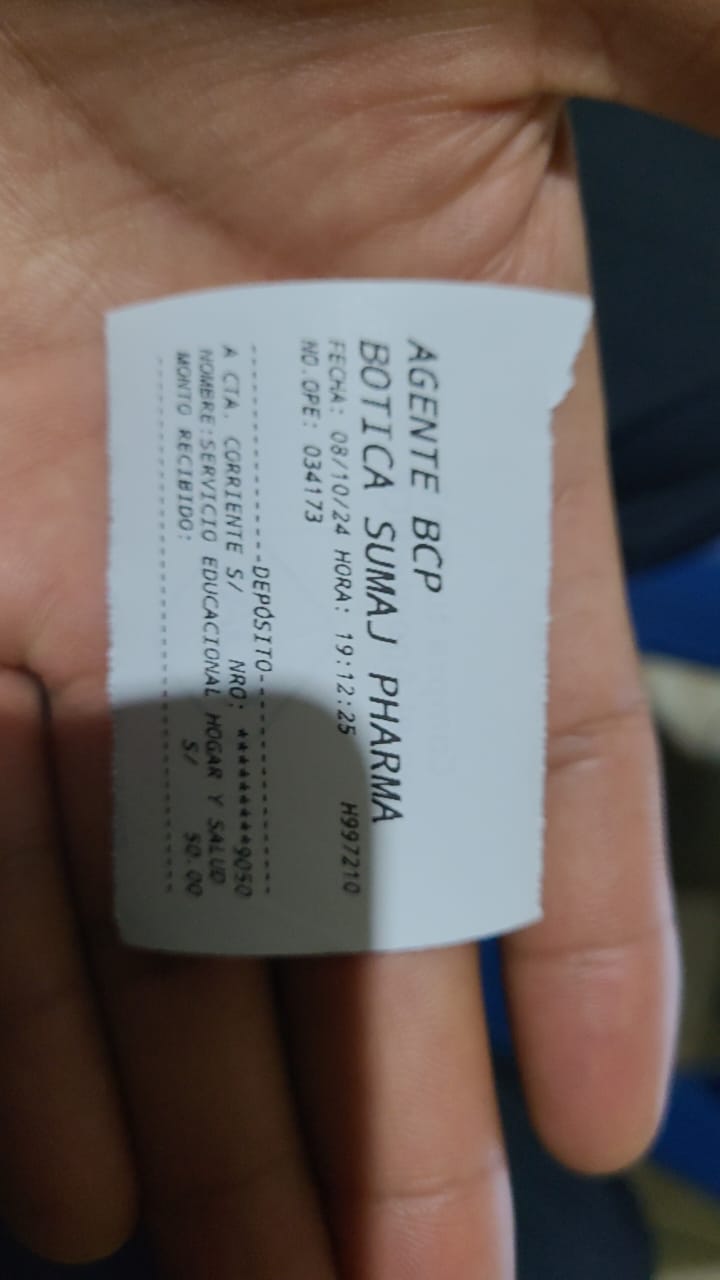 AGENTE BCP
BOTICA SUMAJ PHARMA
FECHA: 08/10/24 HORA: 19:12:25 H997210
NO.OPE: 034173
------------DEPÓSITO------------
A CTA. CORRIENTE S/ NRO: *********9050
NOMBRE:SERVICIO EDUCACIONAL HOGAR Y SALUD
MONTO RECIBIDO: S/ 50.00
--------------------------------